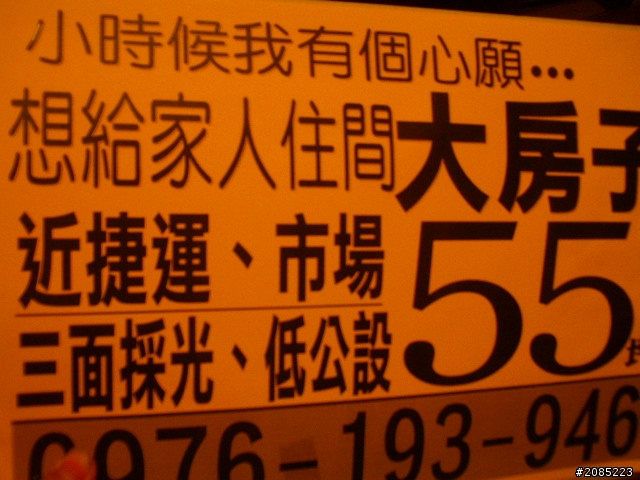 小時候我有個心願...
想給家人住間大房子
近捷運、市場
55
三面採光、低公設
0976-193-946
#2085223